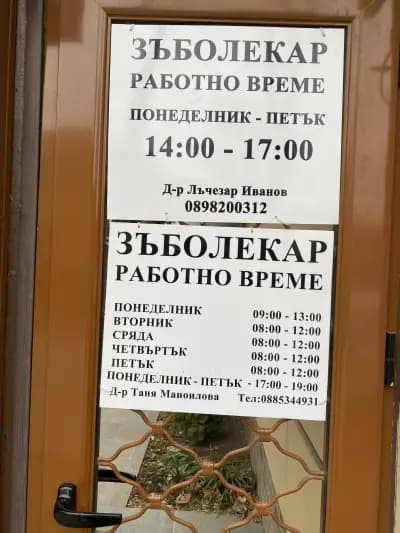 ЗЪБОЛЕКАР
РАБОТНО ВРЕМЕ
ПОНЕДЕЛНИК - ПЕТЪК
14:00 - 17:00
Д-р Лъчезар Иванов
0898200312
ЗЪБОЛЕКАР
РАБОТНО ВРЕМЕ
ПОНЕДЕЛНИК 09:00 - 13:00
ВТОРНИК 08:00 - 12:00
СРЯДА 08:00 - 12:00
ЧЕТВЪРТЪК 08:00 - 12:00
ПЕТЪК 08:00 - 12:00
ПОНЕДЕЛНИК - ПЕТЪК - 17:00 - 19:00
Д-р Таня Маноилова Тел:0885344931